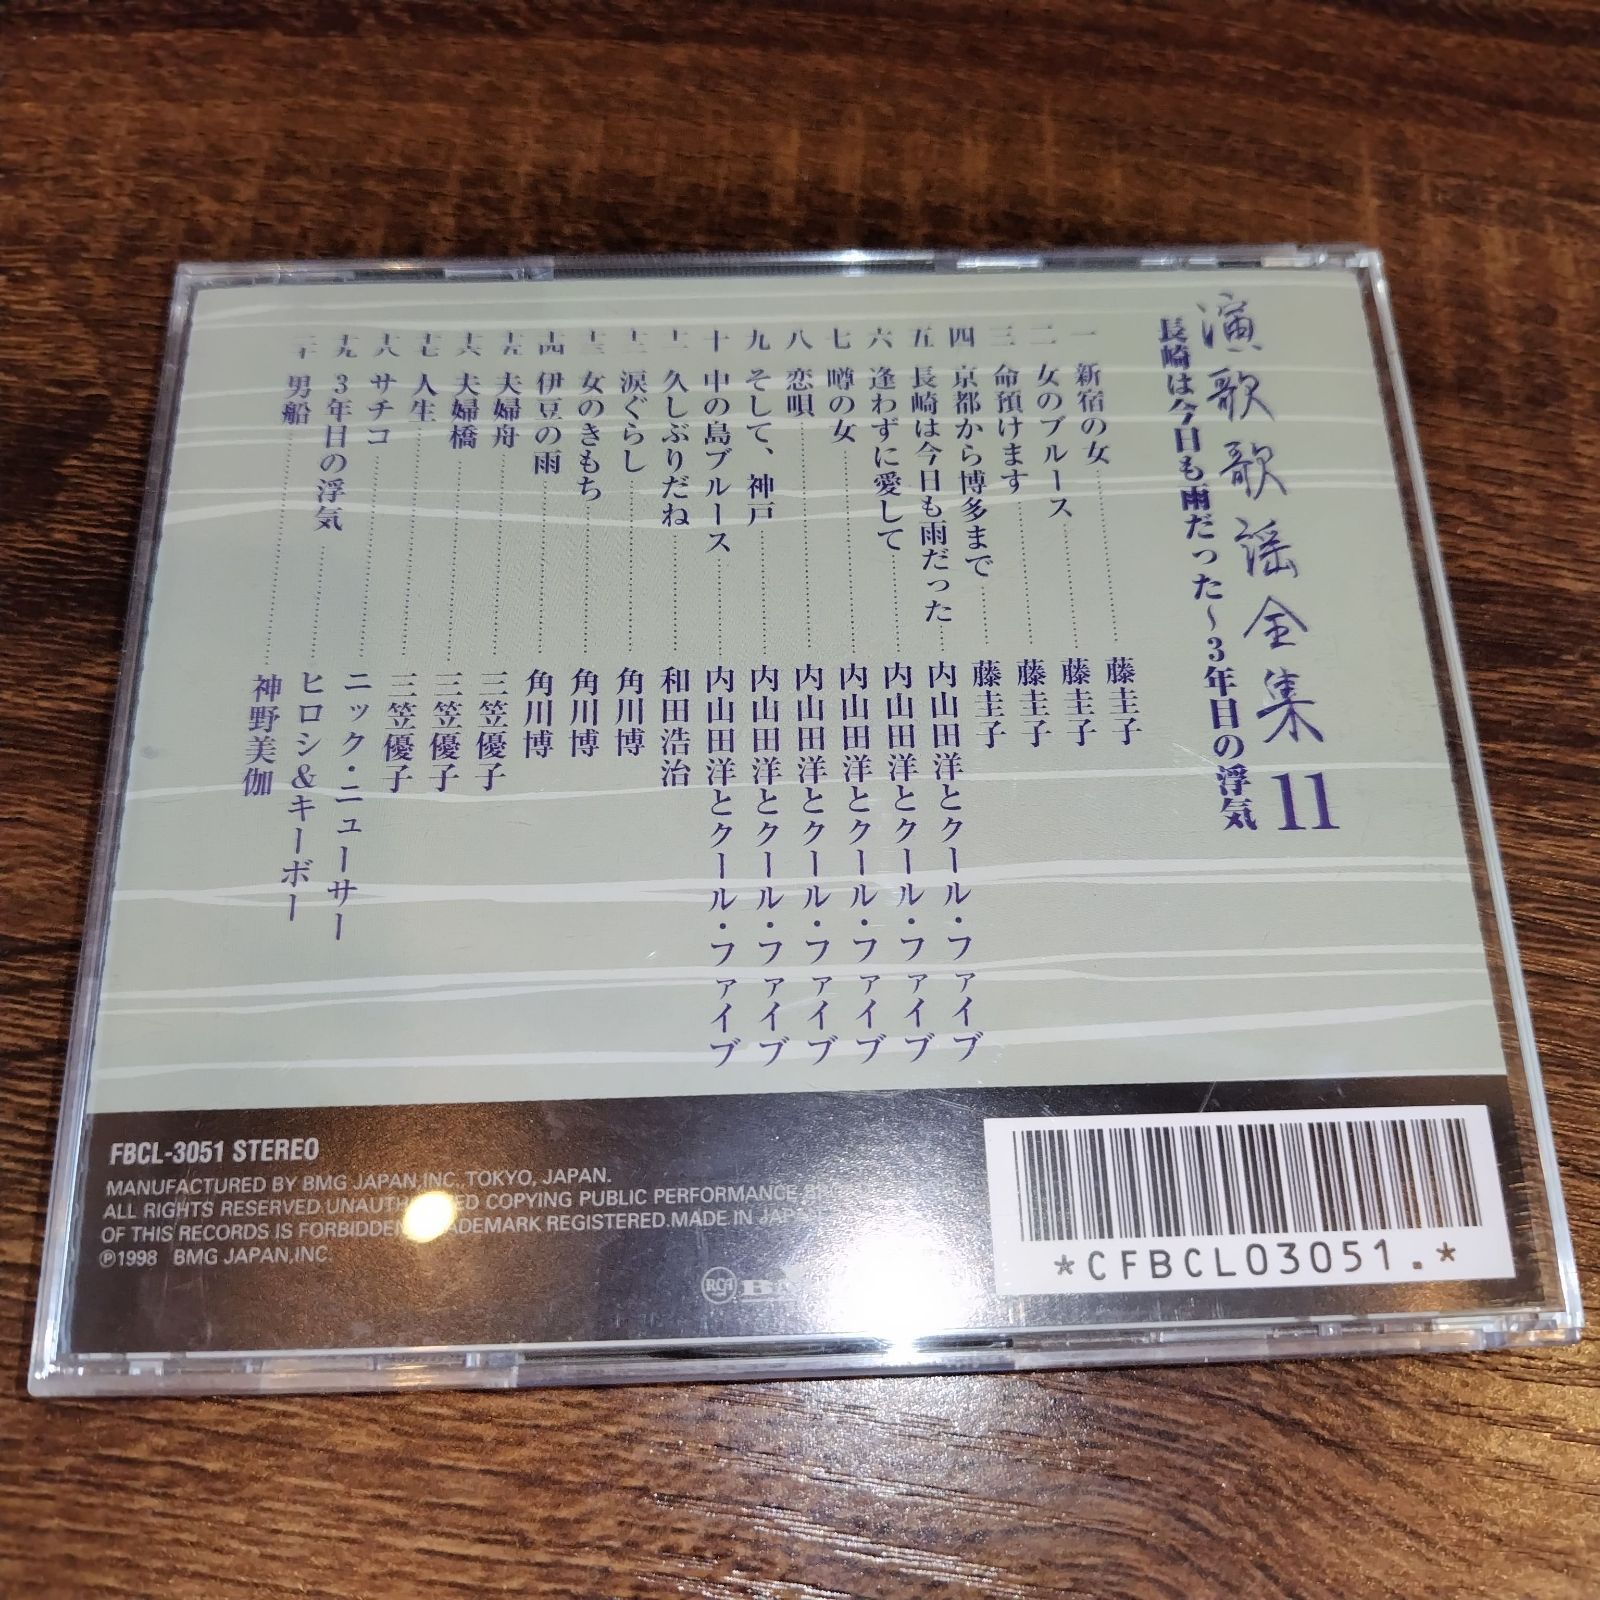 演歌歌謡全集 11
長崎は今日も雨だった〜3年目の浮気
一 新宿の女 藤圭子
二 女のブルース 藤圭子
三 命預けます 藤圭子
四 京都から博多まで 藤圭子
五 長崎は今日も雨だった 内山田洋とクール・ファイブ
六 逢わずに愛して 内山田洋とクール・ファイブ
七 噂の女 内山田洋とクール・ファイブ
八 恋唄 内山田洋とクール・ファイブ
九 そして、神戸 内山田洋とクール・ファイブ
十 中の島ブルース 内山田洋とクール・ファイブ
十一 久しぶりだね 和田浩治
十二 涙ぐらし 角川博
十三 女のきもち 角川博
十四 伊豆の雨 角川博
十五 夫婦舟 三笠優子
十六 夫婦橋 三笠優子
十七 人生 三笠優子
十八 サチコ ニック・ニューサー
十九 3年目の浮気 ヒロシ&キーボー
二十 男船 神野美伽
FBCL-3051 STEREO
MANUFACTURED BY BMG JAPAN,INC.,TOKYO, JAPAN.
ALL RIGHTS RESERVED.UNAUTHORIZED COPYING PUBLIC PERFORMANCE
OF THIS RECORDS IS FORBIDDEN.TRADEMARK REGISTERED.MADE IN JAPAN
℗1998 BMG JAPAN,INC.
RCA
*CFBCL03051.*